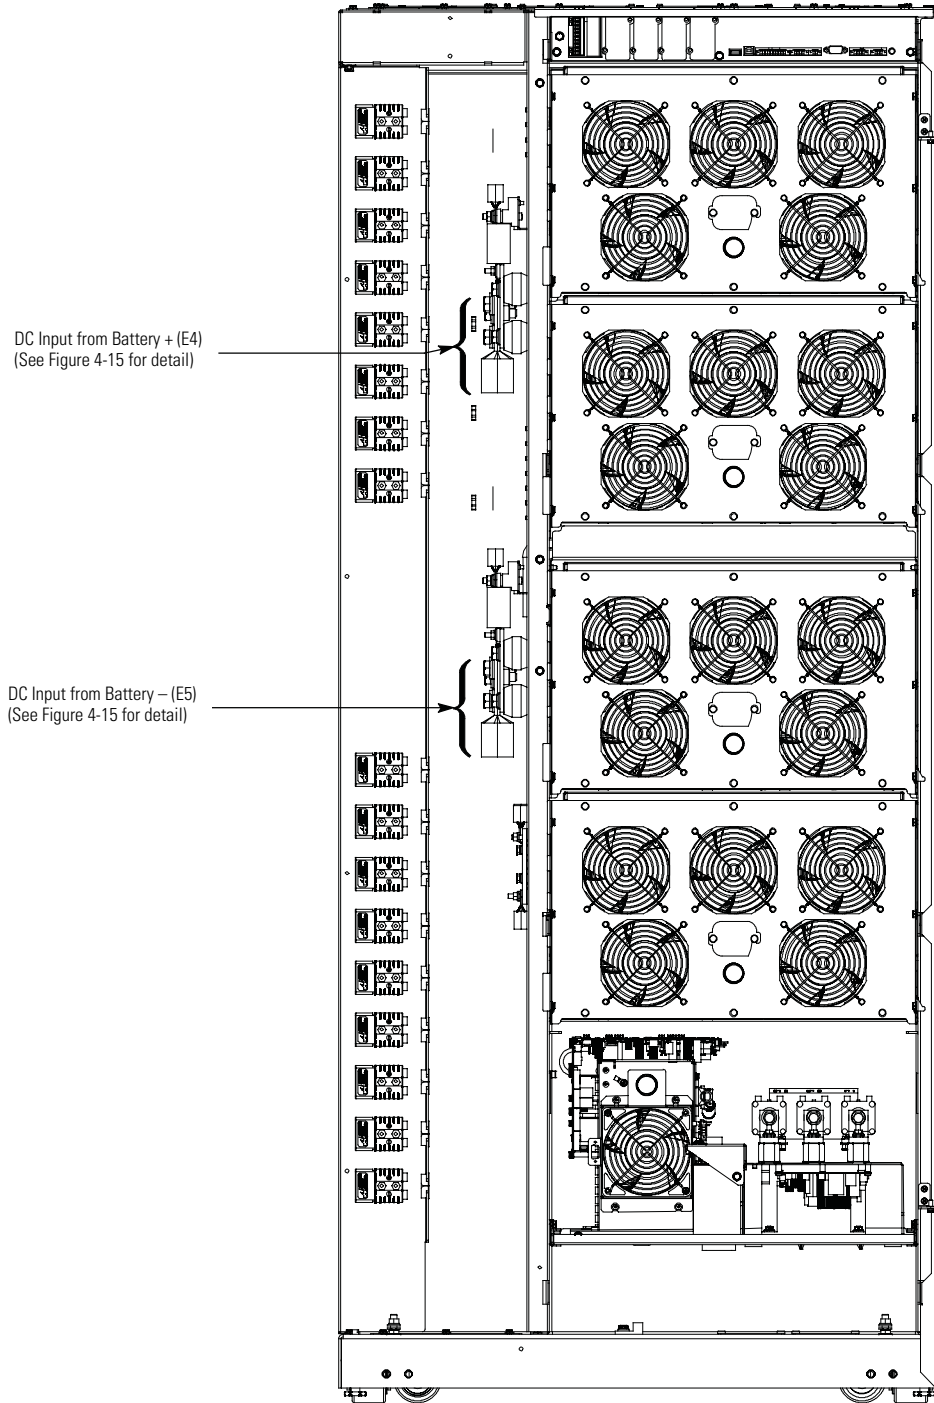 DC Input from Battery + (E4)
(See Figure 4-15 for detail)
DC Input from Battery – (E5)
(See Figure 4-15 for detail)